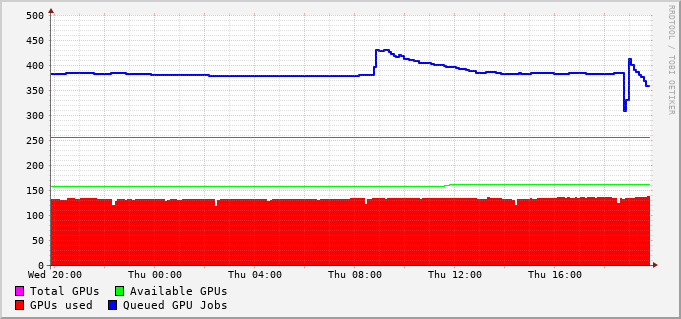 RRDTOOL / TOBI OETIKER
500
450
400
350
300
250
200
150
100
50
0
Wed 20:00 Thu 00:00 Thu 04:00 Thu 08:00 Thu 12:00 Thu 16:00
Total GPUs Available GPUs
GPUs used Queued GPU Jobs